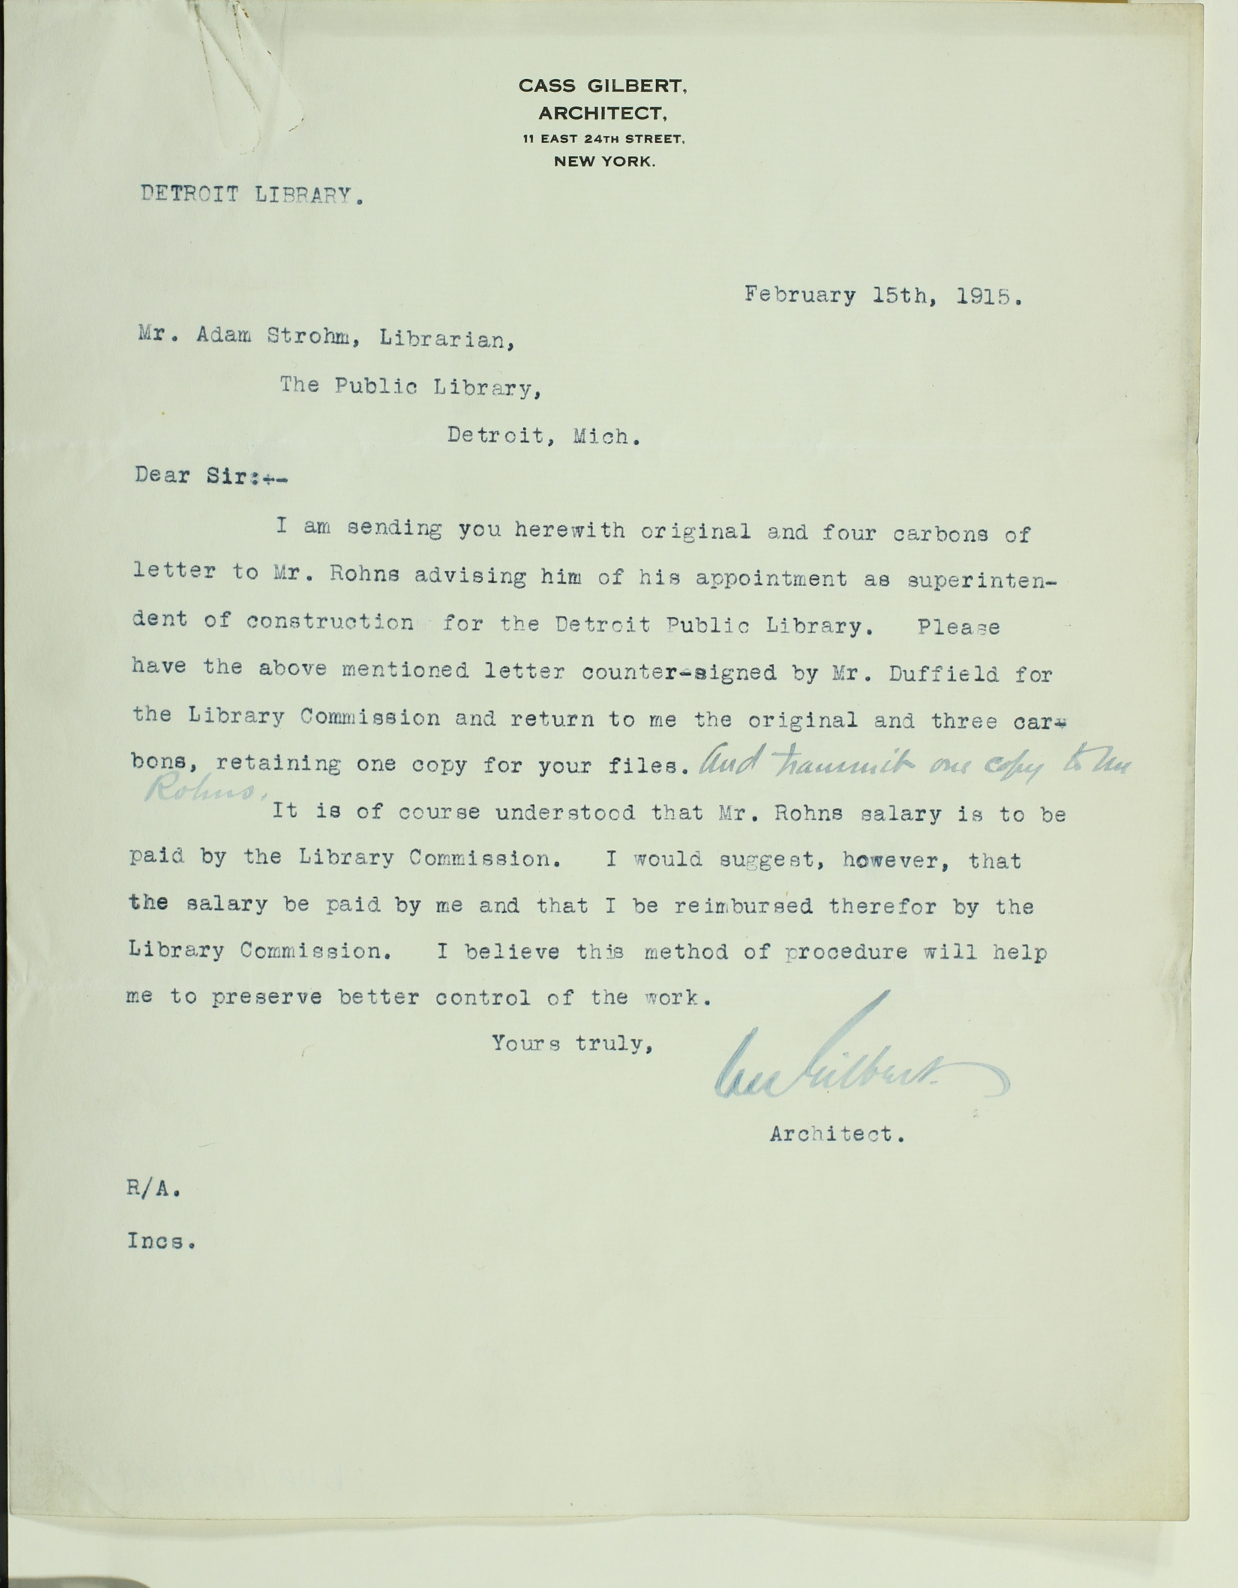 CASS GILBERT,
ARCHITECT,
11 EAST 24TH STREET,
NEW YORK.
DETROIT LIBRARY.
February 15th, 1915.
Mr. Adam Strohm, Librarian,
The Public Library,
Detroit, Mich.
Dear Sir:--
I am sending you herewith original and four carbons of
letter to Mr. Rohns advising him of his appointment as superinten-
dent of construction for the Detroit Public Library. Please
have the above mentioned letter counter-signed by Mr. Duffield for
the Library Commission and return to me the original and three car-
bons, retaining one copy for your files. And transmit one copy to Mr
Rohns.
It is of course understood that Mr. Rohns salary is to be
paid by the Library Commission. I would suggest, however, that
the salary be paid by me and that I be reimbursed therefor by the
Library Commission. I believe this method of procedure will help
me to preserve better control of the work.
Yours truly,
Cass Gilbert
Architect.
R/A.
Incs.